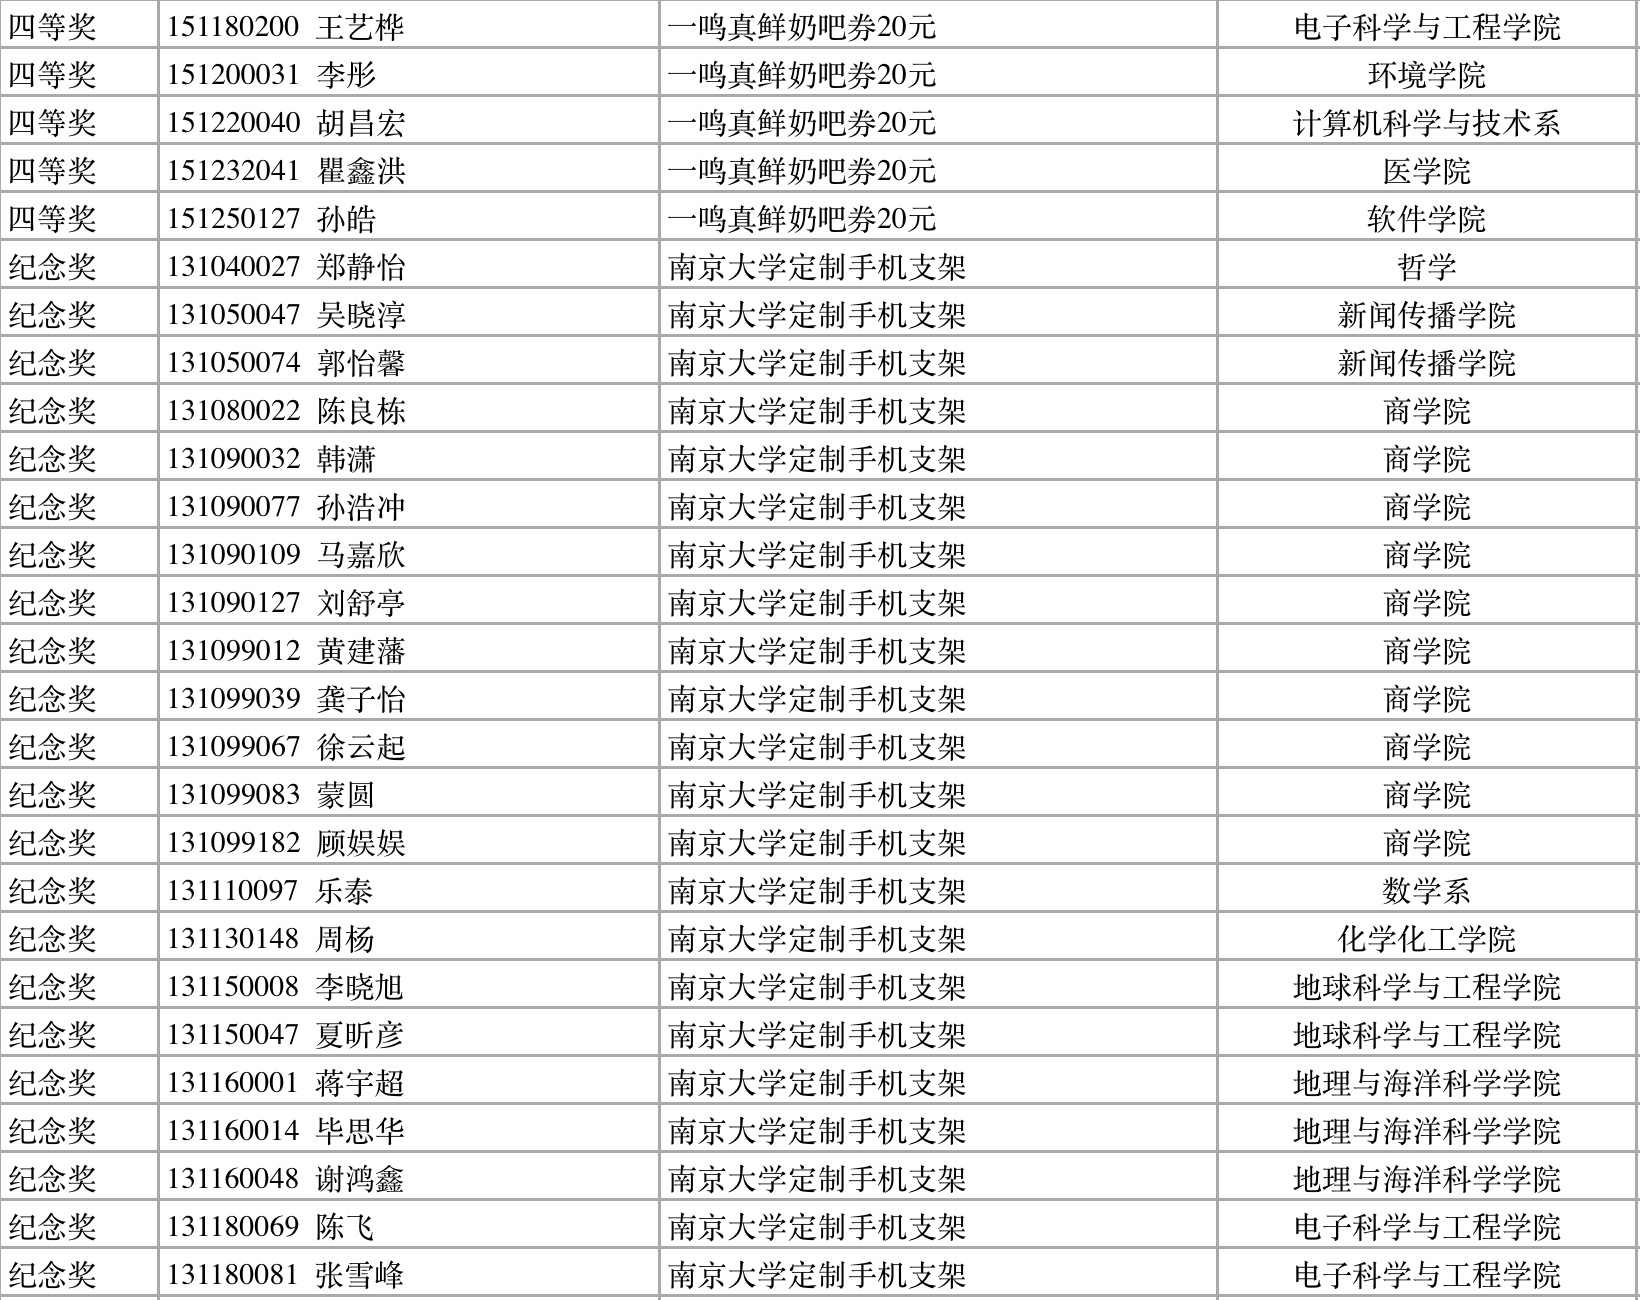 四等奖 151180200 王艺桦 一鸣真鲜奶吧券20元 电子科学与工程学院
四等奖 151200031 李彤 一鸣真鲜奶吧券20元 环境学院
四等奖 151220040 胡昌宏 一鸣真鲜奶吧券20元 计算机科学与技术系
四等奖 151232041 瞿鑫洪 一鸣真鲜奶吧券20元 医学院
四等奖 151250127 孙皓 一鸣真鲜奶吧券20元 软件学院
纪念奖 131040027 郑静怡 南京大学定制手机支架 哲学
纪念奖 131050047 吴晓淳 南京大学定制手机支架 新闻传播学院
纪念奖 131050074 郭怡馨 南京大学定制手机支架 新闻传播学院
纪念奖 131080022 陈良栋 南京大学定制手机支架 商学院
纪念奖 131090032 韩潇 南京大学定制手机支架 商学院
纪念奖 131090077 孙浩冲 南京大学定制手机支架 商学院
纪念奖 131090109 马嘉欣 南京大学定制手机支架 商学院
纪念奖 131090127 刘舒亭 南京大学定制手机支架 商学院
纪念奖 131099012 黄建藩 南京大学定制手机支架 商学院
纪念奖 131099039 龚子怡 南京大学定制手机支架 商学院
纪念奖 131099067 徐云起 南京大学定制手机支架 商学院
纪念奖 131099083 蒙圆 南京大学定制手机支架 商学院
纪念奖 131099182 顾娱娱 南京大学定制手机支架 商学院
纪念奖 131110097 乐泰 南京大学定制手机支架 数学系
纪念奖 131130148 周杨 南京大学定制手机支架 化学化工学院
纪念奖 131150008 李晓旭 南京大学定制手机支架 地球科学与工程学院
纪念奖 131150047 夏昕彦 南京大学定制手机支架 地球科学与工程学院
纪念奖 131160001 蒋宇超 南京大学定制手机支架 地理与海洋科学学院
纪念奖 131160014 毕思华 南京大学定制手机支架 地理与海洋科学学院
纪念奖 131160048 谢鸿鑫 南京大学定制手机支架 地理与海洋科学学院
纪念奖 131180069 陈飞 南京大学定制手机支架 电子科学与工程学院
纪念奖 131180081 张雪峰 南京大学定制手机支架 电子科学与工程学院